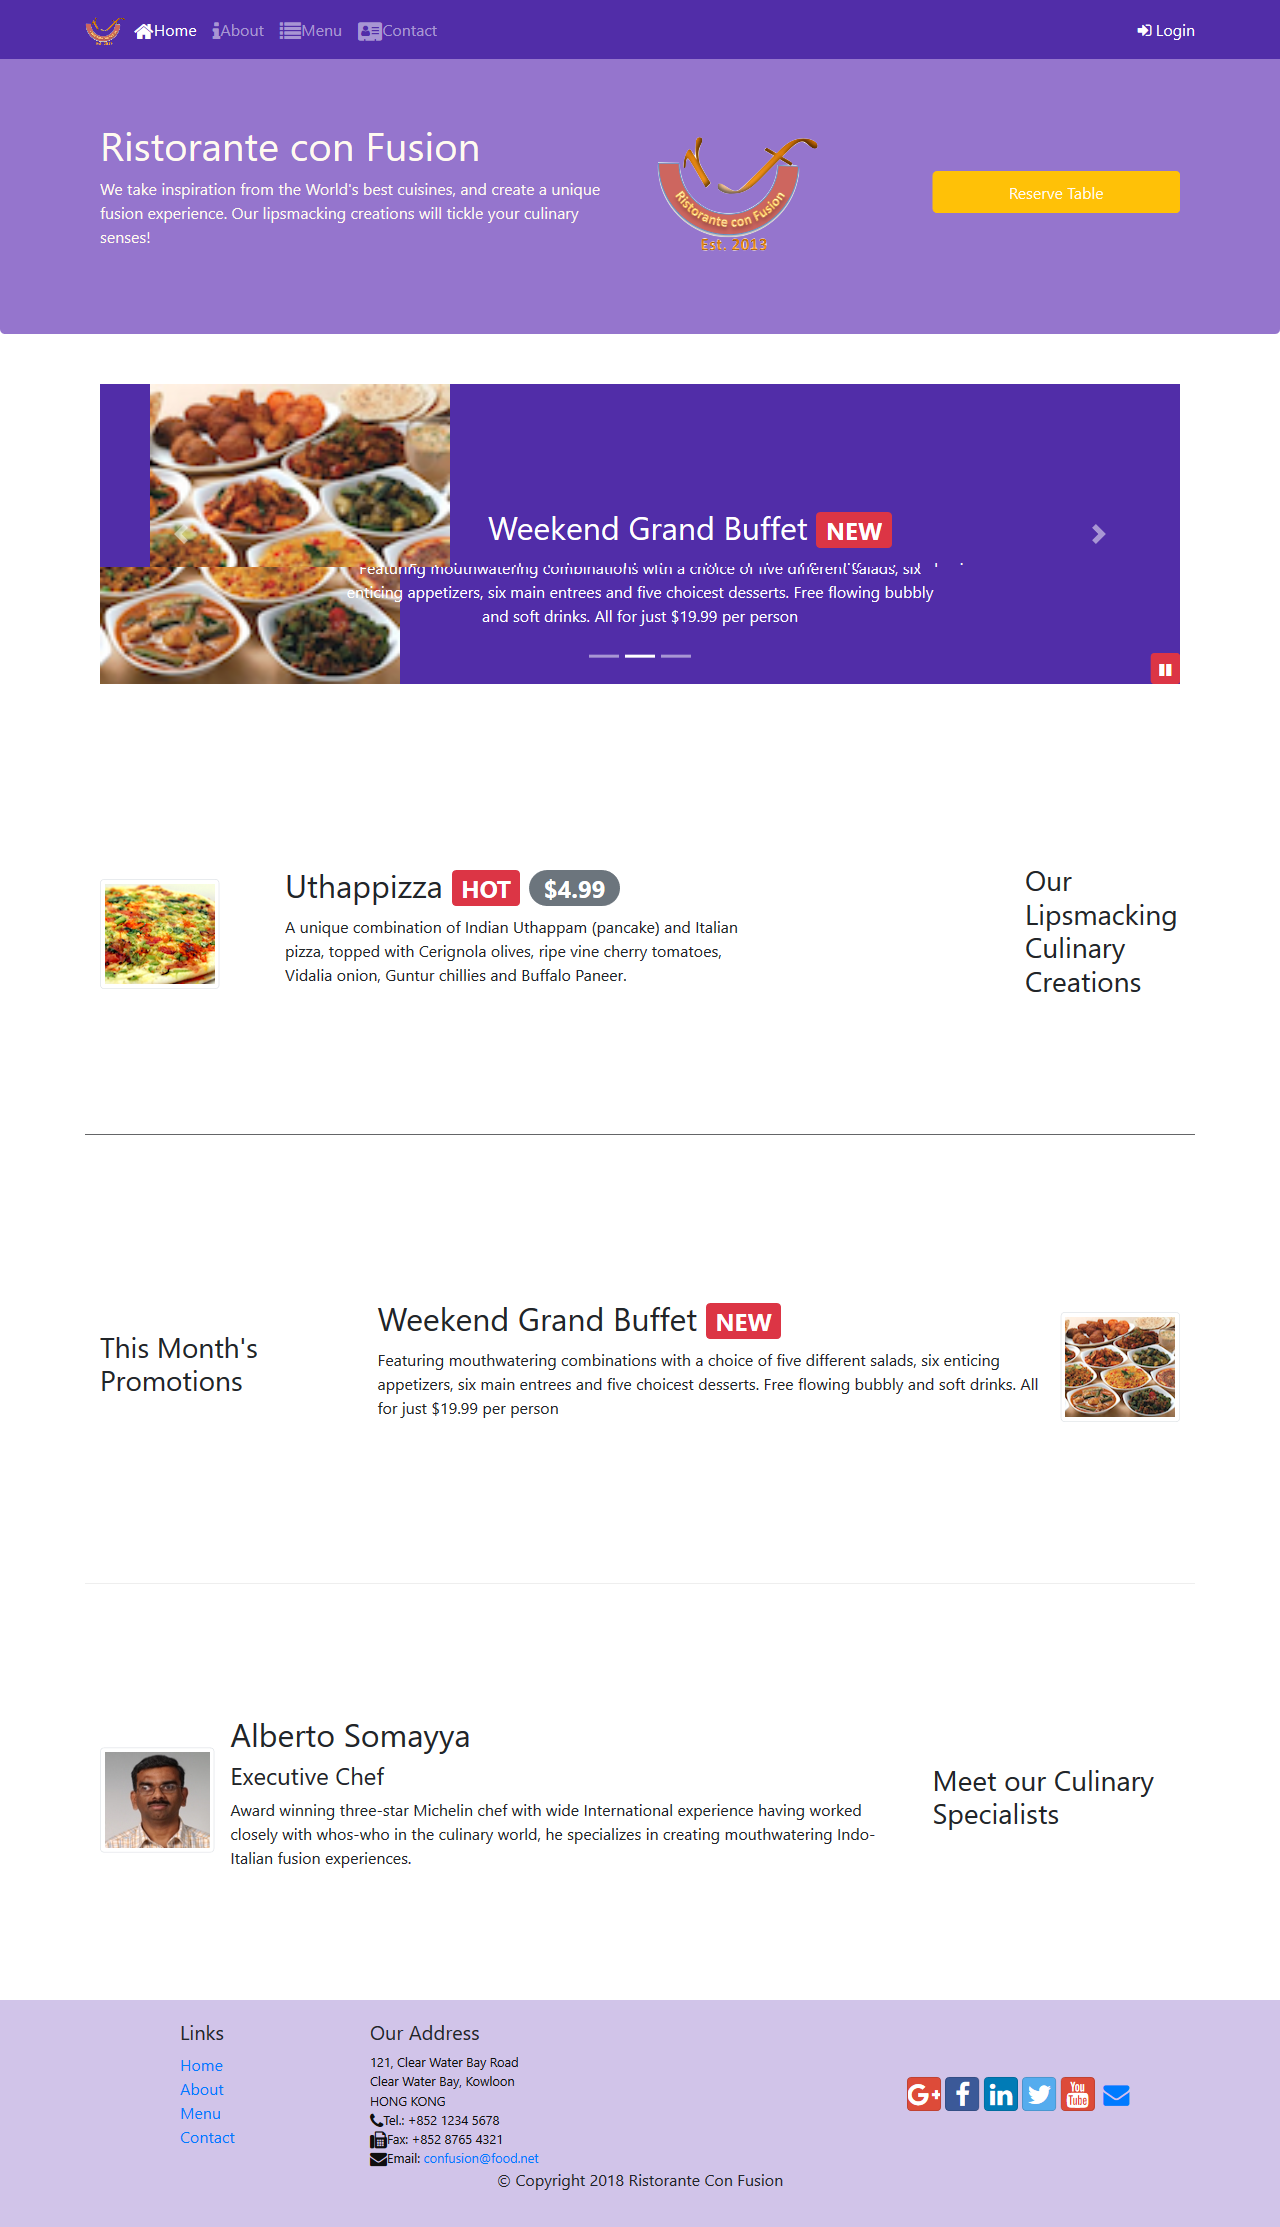 Home About Menu Contact Login
Ristorante con Fusion
We take inspiration from the World's best cuisines, and create a unique
fusion experience. Our lipsmacking creations will tickle your culinary
senses!
Ristorante con Fusion
Est. 2013
Reserve Table
Weekend Grand Buffet NEW
Featuring mouthwatering combinations with a choice of five different salads, six
enticing appetizers, six main entrees and five choicest desserts. Free flowing bubbly
and soft drinks. All for just $19.99 per person
Uthappizza HOT $4.99
A unique combination of Indian Uthappam (pancake) and Italian
pizza, topped with Cerignola olives, ripe vine cherry tomatoes,
Vidalia onion, Guntur chillies and Buffalo Paneer.
Our
Lipsmacking
Culinary
Creations
This Month's
Promotions
Weekend Grand Buffet NEW
Featuring mouthwatering combinations with a choice of five different salads, six enticing
appetizers, six main entrees and five choicest desserts. Free flowing bubbly and soft drinks. All
for just $19.99 per person
Alberto Somayya
Executive Chef
Award winning three-star Michelin chef with wide International experience having worked
closely with whos-who in the culinary world, he specializes in creating mouthwatering Indo-
Italian fusion experiences.
Meet our Culinary
Specialists
Links
Home
About
Menu
Contact
Our Address
121, Clear Water Bay Road
Clear Water Bay, Kowloon
HONG KONG
Tel.: +852 1234 5678
Fax: +852 8765 4321
Email: confusion@food.net
G+ f in You Tube
© Copyright 2018 Ristorante Con Fusion